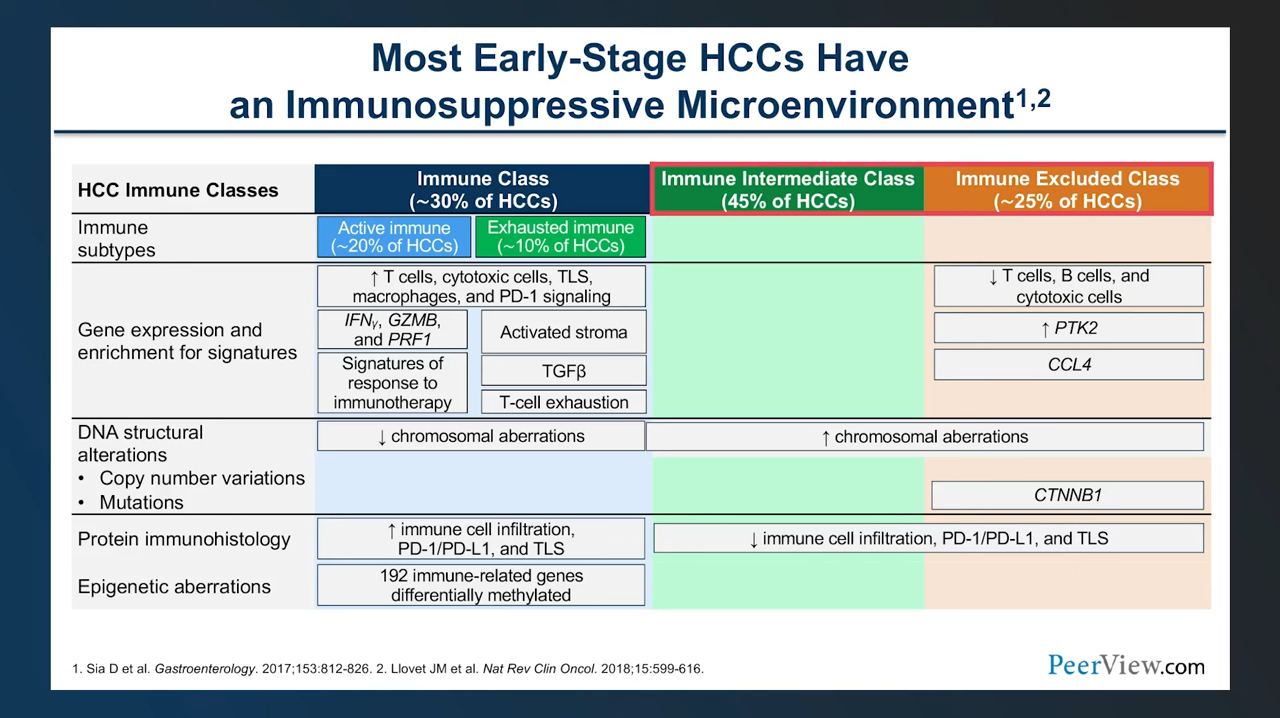 Most Early-Stage HCCs Have
an Immunosuppressive Microenvironment1,2
HCC Immune Classes
Immune Class
(~30% of HCCs)
Immune Intermediate Class
(45% of HCCs)
Immune Excluded Class
(~25% of HCCs)
Immune
subtypes
Active immune
(~20% of HCCs)
Exhausted immune
(~10% of HCCs)
Gene expression and
enrichment for signatures
↑ T cells, cytotoxic cells, TLS,
macrophages, and PD-1 signaling
IFNγ, GZMB,
and PRF1
Signatures of
response to
immunotherapy
Activated stroma
TGFβ
T-cell exhaustion
↓ T cells, B cells, and
cytotoxic cells
↑ PTK2
CCL4
DNA structural
alterations
• Copy number variations
• Mutations
↓ chromosomal aberrations
↑ chromosomal aberrations
CTNNB1
Protein immunohistology
↑ immune cell infiltration,
PD-1/PD-L1, and TLS
↓ immune cell infiltration, PD-1/PD-L1, and TLS
Epigenetic aberrations
192 immune-related genes
differentially methylated
1. Sia D et al. Gastroenterology. 2017;153:812-826. 2. Llovet JM et al. Nat Rev Clin Oncol. 2018;15:599-616.
PeerView.com